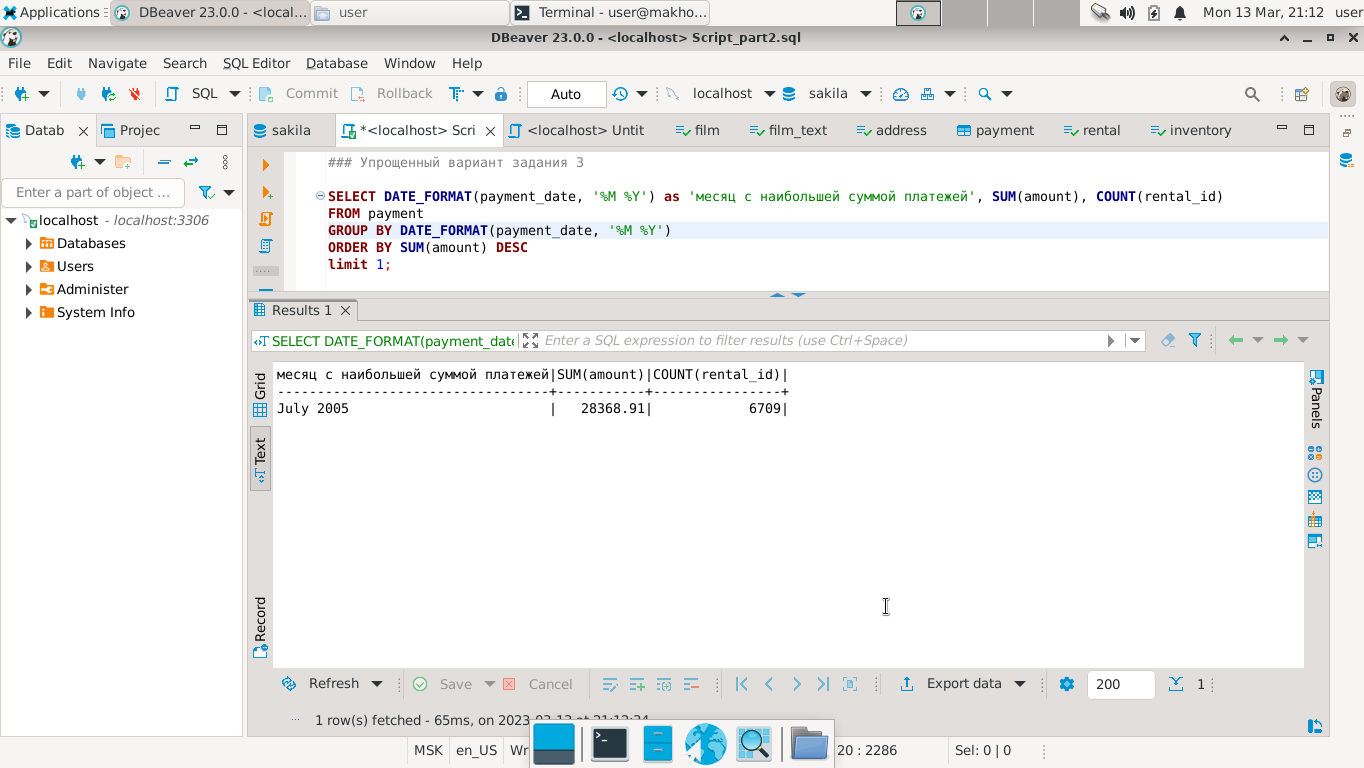 Applications
DBeaver 23.0.0 - <local...
user
Terminal - user@makho...
Mon 13 Mar, 21:12
user
DBeaver 23.0.0 - <localhost> Script_part2.sql
File Edit Navigate Search SQL Editor Database Window Help
SQL Commit Rollback Auto localhost sakila
Datab Projec
sakila *<localhost> Scri <localhost> Untit film film_text address payment rental inventory
Enter a part of object ...
localhost - localhost:3306
Databases
Users
Administer
System Info
### Упрощенный вариант задания 3
SELECT DATE_FORMAT(payment_date, '%M %Y') as 'месяц с наибольшей суммой платежей', SUM(amount), COUNT(rental_id)
FROM payment
GROUP BY DATE_FORMAT(payment_date, '%M %Y')
ORDER BY SUM(amount) DESC
limit 1;
Results 1
SELECT DATE_FORMAT(payment_date
Enter a SQL expression to filter results (use Ctrl+Space)
Grid
Text
Record
месяц с наибольшей суммой платежей|SUM(amount)|COUNT(rental_id)|
----------------------------------+-----------+----------------+
July 2005 | 28368.91| 6709|
Panels
Refresh Save Cancel Export data 200 1
1 row(s) fetched - 65ms, on 2023-03-13 at 21:12:24
MSK en_US Wr 20 : 2286 Sel: 0 | 0